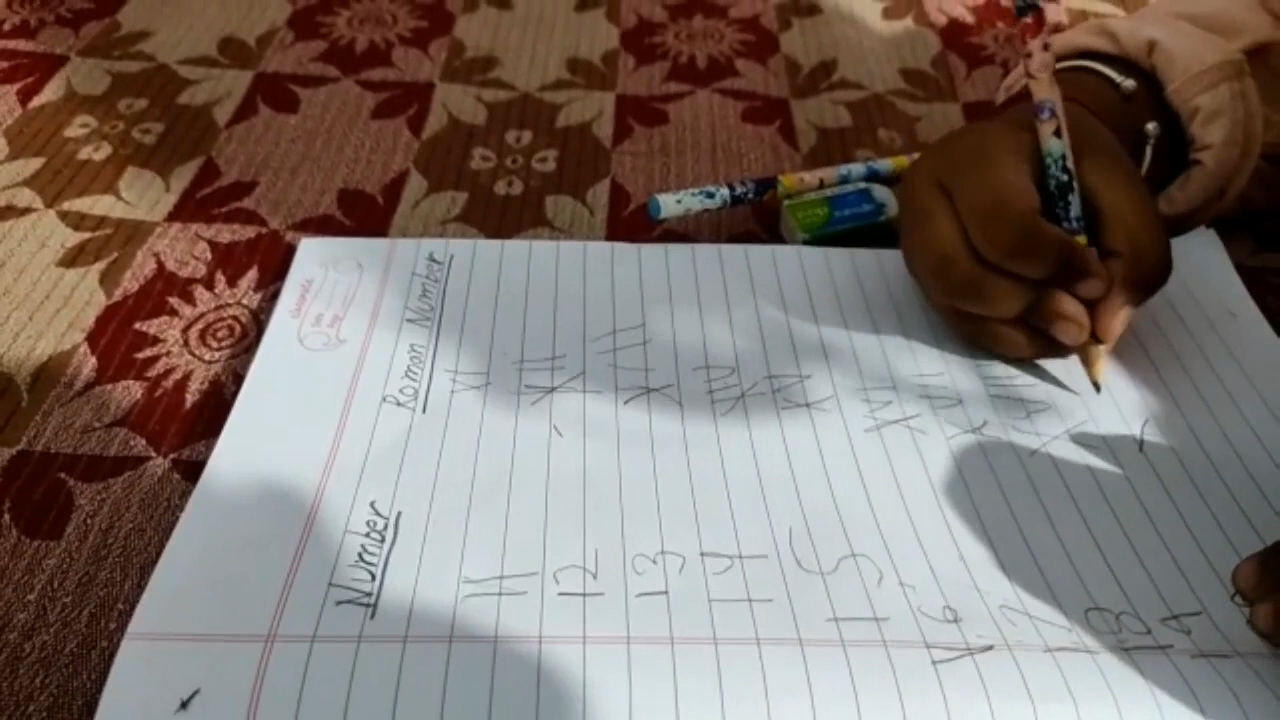 Number Roman Number
11 XI
12 XII
13 XIII
14 XIV
15 XV
16 XVI
17 XVII
18 XVIII
19